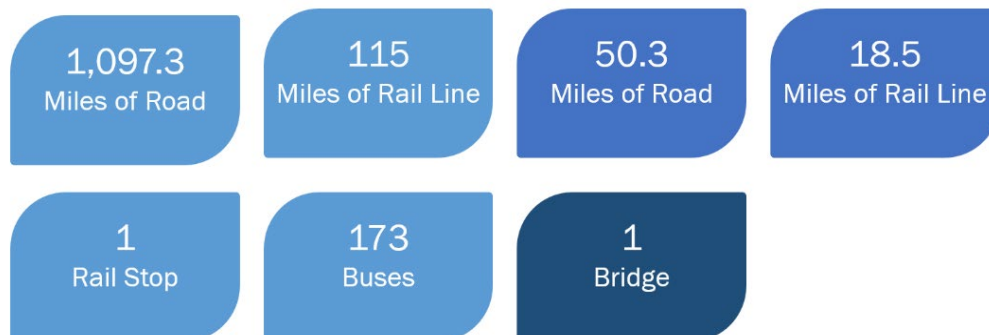 1,097.3
Miles of Road
115
Miles of Rail Line
50.3
Miles of Road
18.5
Miles of Rail Line
1
Rail Stop
173
Buses
1
Bridge